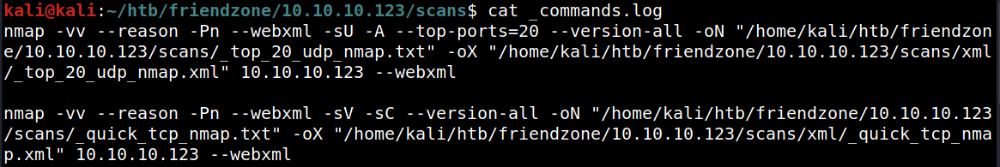 kali@kali:~/htb/friendzone/10.10.10.123/scans$ cat _commands.log
nmap -vv --reason -Pn --webxml -sU -A --top-ports=20 --version-all -oN "/home/kali/htb/friendzon
e/10.10.10.123/scans/_top_20_udp_nmap.txt" -oX "/home/kali/htb/friendzone/10.10.10.123/scans/xml
/_top_20_udp_nmap.xml" 10.10.10.123 --webxml

nmap -vv --reason -Pn --webxml -sV -sC --version-all -oN "/home/kali/htb/friendzone/10.10.10.123
/scans/_quick_tcp_nmap.txt" -oX "/home/kali/htb/friendzone/10.10.10.123/scans/xml/_quick_tcp_nma
p.xml" 10.10.10.123 --webxml